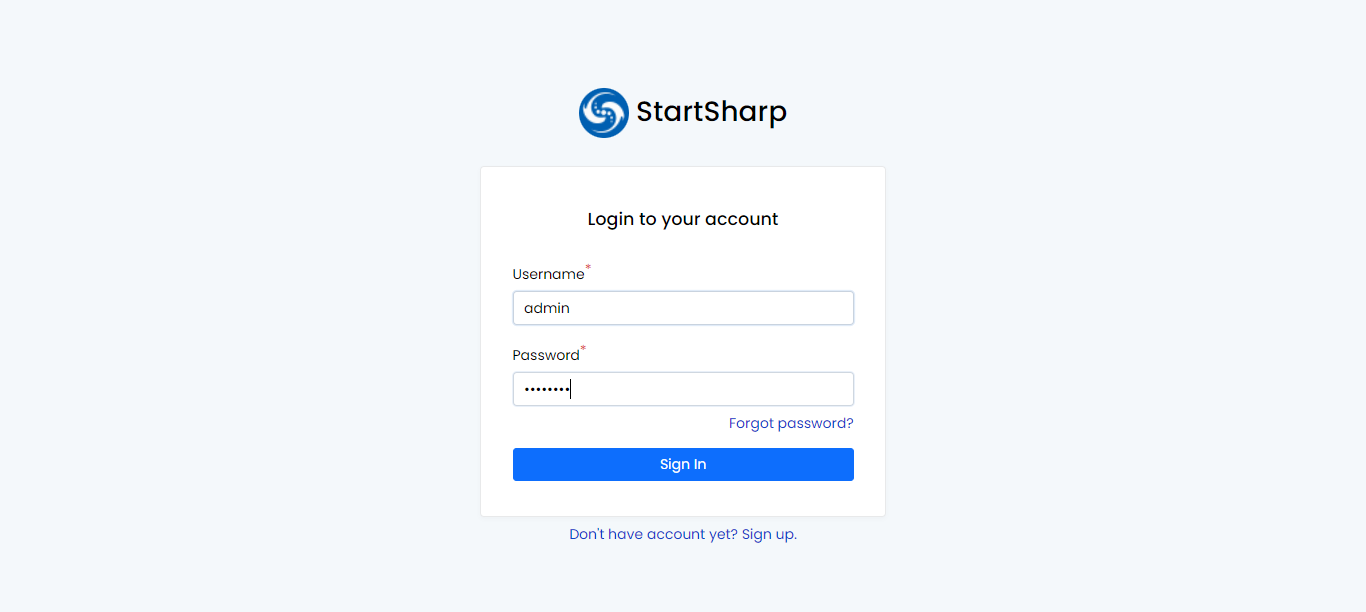 StartSharp
Login to your account
Username*
admin
Password*
••••••••
Forgot password?
Sign In
Don't have account yet? Sign up.